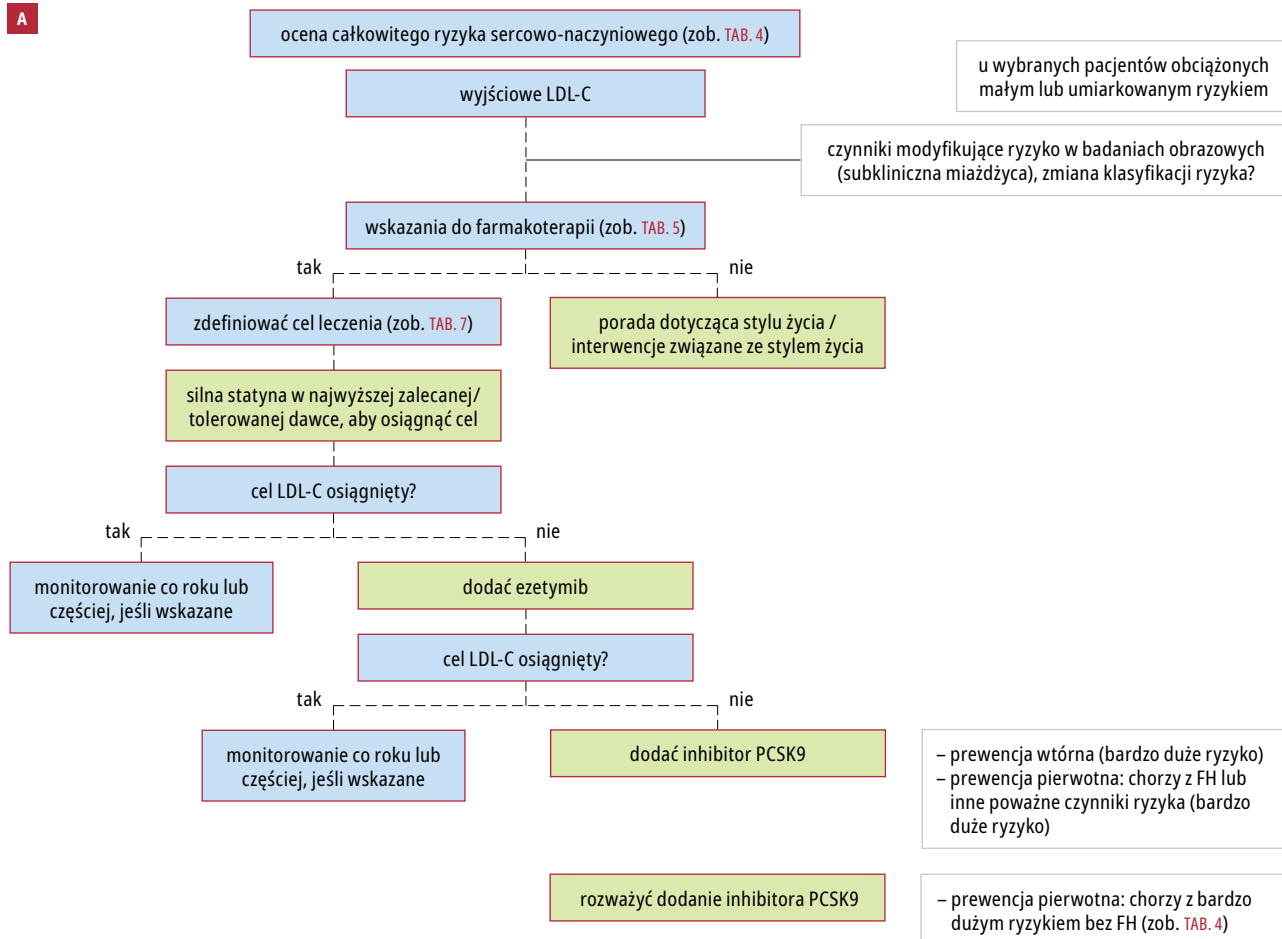 A
ocena całkowitego ryzyka sercowo-naczyniowego (zob. TAB. 4)
u wybranych pacjentów obciążonych
małym lub umiarkowanym ryzykiem
wyjściowe LDL-C
czynniki modyfikujące ryzyko w badaniach obrazowych
(subkliniczna miażdżyca), zmiana klasyfikacji ryzyka?
wskazania do farmakoterapii (zob. TAB. 5)
tak
nie
zdefiniować cel leczenia (zob. TAB. 7)
porada dotycząca stylu życia /
interwencje związane ze stylem życia
silna statyna w najwyższej zalecanej/
tolerowanej dawce, aby osiągnąć cel
cel LDL-C osiągnięty?
tak
nie
monitorowanie co roku lub
częściej, jeśli wskazane
dodać ezetymib
cel LDL-C osiągnięty?
tak
nie
monitorowanie co roku lub
częściej, jeśli wskazane
dodać inhibitor PCSK9
– prewencja wtórna (bardzo duże ryzyko)
– prewencja pierwotna: chorzy z FH lub
inne poważne czynniki ryzyka (bardzo
duże ryzyko)
rozważyć dodanie inhibitora PCSK9
– prewencja pierwotna: chorzy z bardzo
dużym ryzykiem bez FH (zob. TAB. 4)